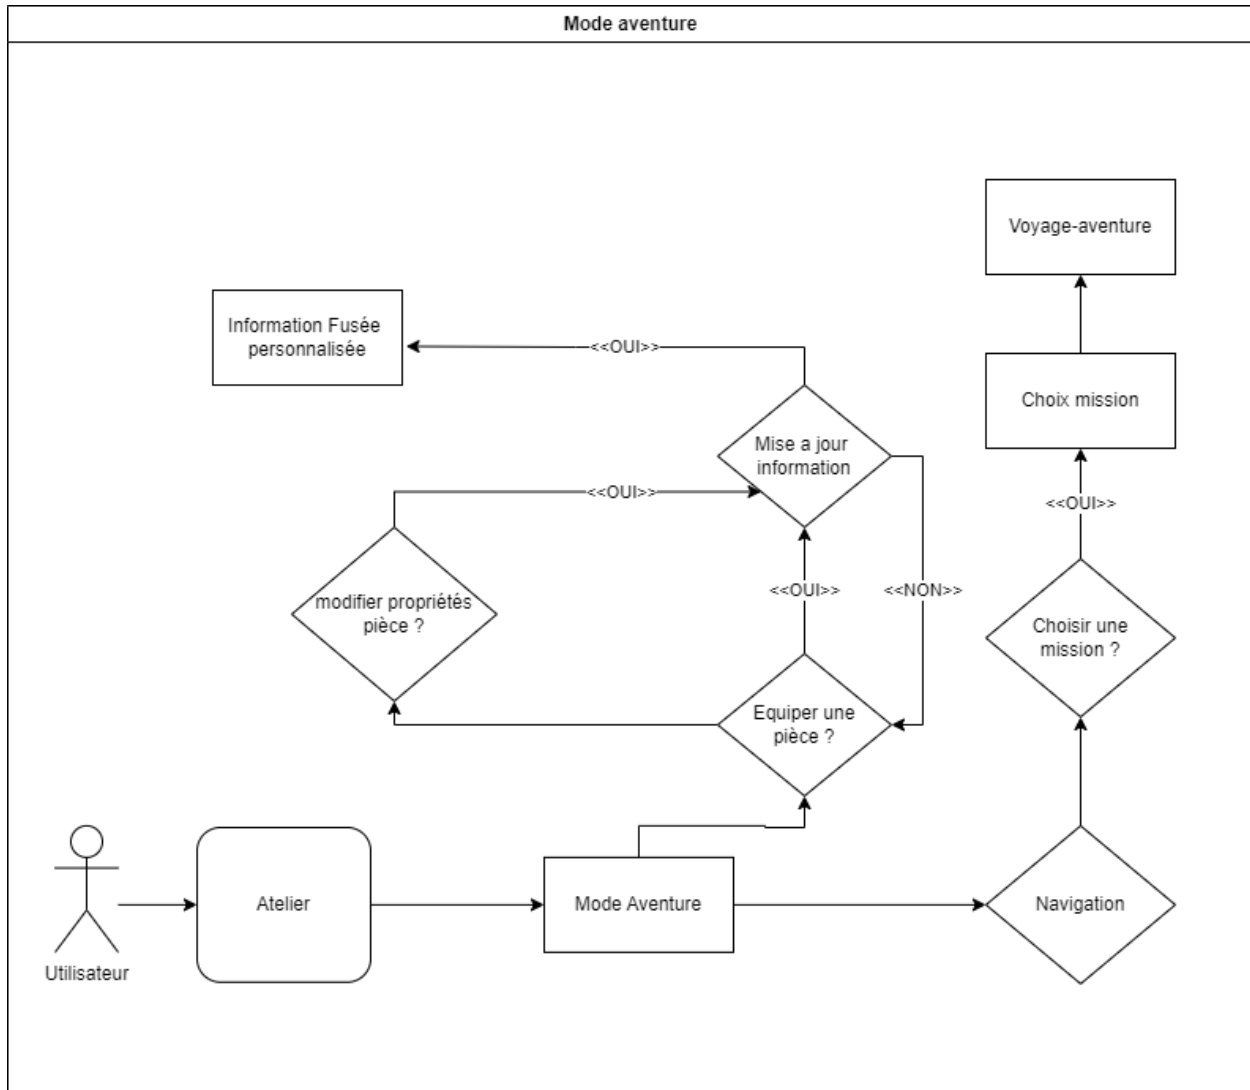 Mode aventure
Voyage-aventure
Information Fusée
personnalisée
<<OUI>>
Choix mission
Mise a jour
information
<<OUI>>
<<OUI>>
modifier propriétés
pièce ?
<<OUI>>
<<NON>>
Choisir une
mission ?
Equiper une
pièce ?
Atelier
Mode Aventure
Navigation
Utilisateur